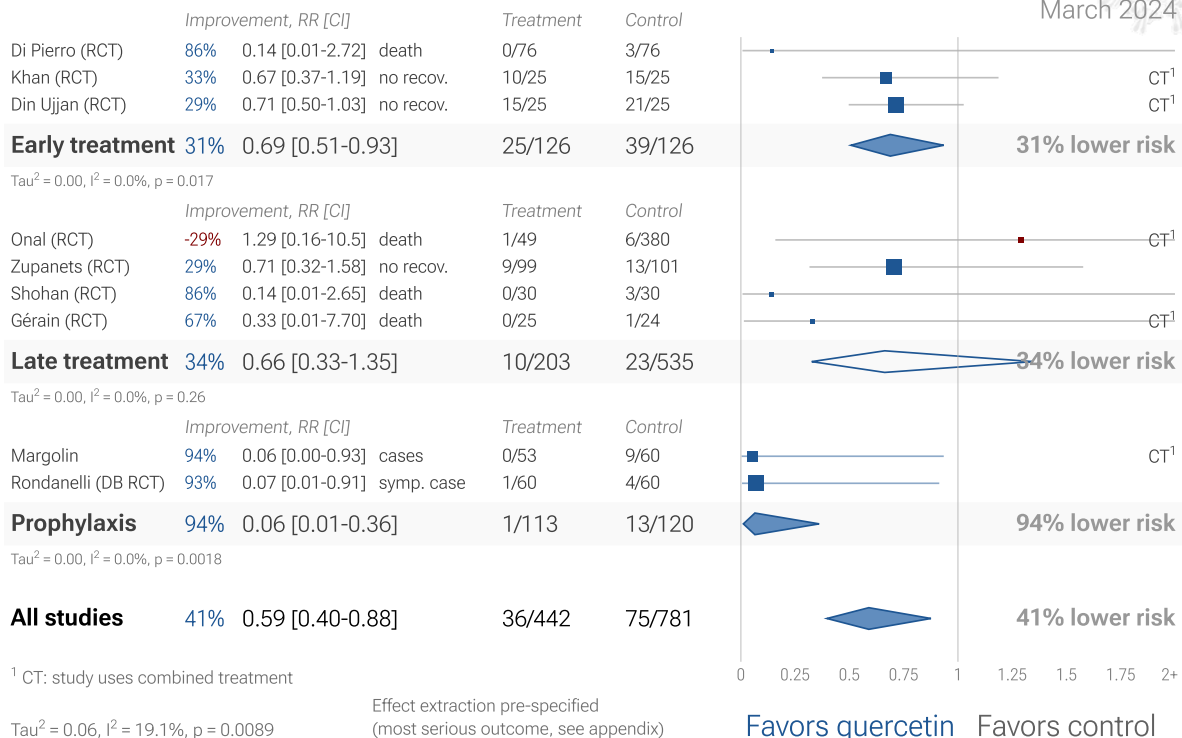 March 2024
Improvement, RR [CI] Treatment Control
Di Pierro (RCT) 86% 0.14 [0.01-2.72] death 0/76 3/76
Khan (RCT) 33% 0.67 [0.37-1.19] no recov. 10/25 15/25 CT¹
Din Ujjan (RCT) 29% 0.71 [0.50-1.03] no recov. 15/25 21/25 CT¹
Early treatment 31% 0.69 [0.51-0.93] 25/126 39/126 31% lower risk
Tau² = 0.00, I² = 0.0%, p = 0.017
Improvement, RR [CI] Treatment Control
Onal (RCT) -29% 1.29 [0.16-10.5] death 1/49 6/380 CT¹
Zupanets (RCT) 29% 0.71 [0.32-1.58] no recov. 9/99 13/101
Shohan (RCT) 86% 0.14 [0.01-2.65] death 0/30 3/30
Gérain (RCT) 67% 0.33 [0.01-7.70] death 0/25 1/24 CT¹
Late treatment 34% 0.66 [0.33-1.35] 10/203 23/535 34% lower risk
Tau² = 0.00, I² = 0.0%, p = 0.26
Improvement, RR [CI] Treatment Control
Margolin 94% 0.06 [0.00-0.93] cases 0/53 9/60 CT¹
Rondanelli (DB RCT) 93% 0.07 [0.01-0.91] symp. case 1/60 4/60
Prophylaxis 94% 0.06 [0.01-0.36] 1/113 13/120 94% lower risk
Tau² = 0.00, I² = 0.0%, p = 0.0018
All studies 41% 0.59 [0.40-0.88] 36/442 75/781 41% lower risk
0 0.25 0.5 0.75 1 1.25 1.5 1.75 2+
¹ CT: study uses combined treatment
Tau² = 0.06, I² = 19.1%, p = 0.0089
Effect extraction pre-specified
(most serious outcome, see appendix)
Favors quercetin Favors control